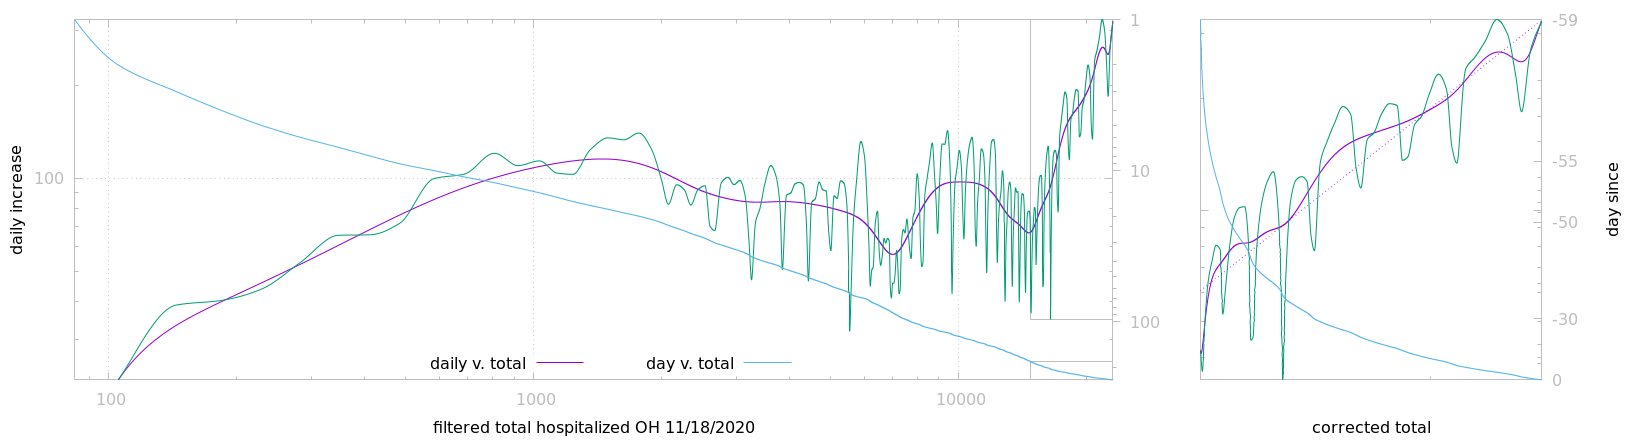 1
-59
10
-55
100
-50
100
-30
0
daily increase
day since
daily v. total
day v. total
100
1000
10000
filtered total hospitalized OH 11/18/2020
corrected total